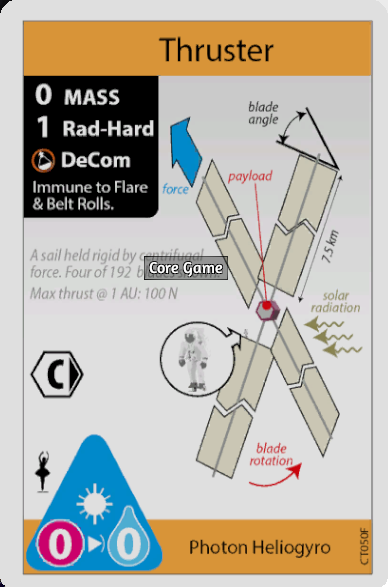 Thruster
0 MASS
1 Rad-Hard
DeCom
Immune to Flare
& Belt Rolls.
blade
angle
force
payload
7.5 km
A sail held rigid by centrifugal
force. Four of 192 b
Max thrust @ 1 AU: 100 N
Core Game
solar
radiation
C
blade
rotation
0 0
Photon Heliogyro
CT050F